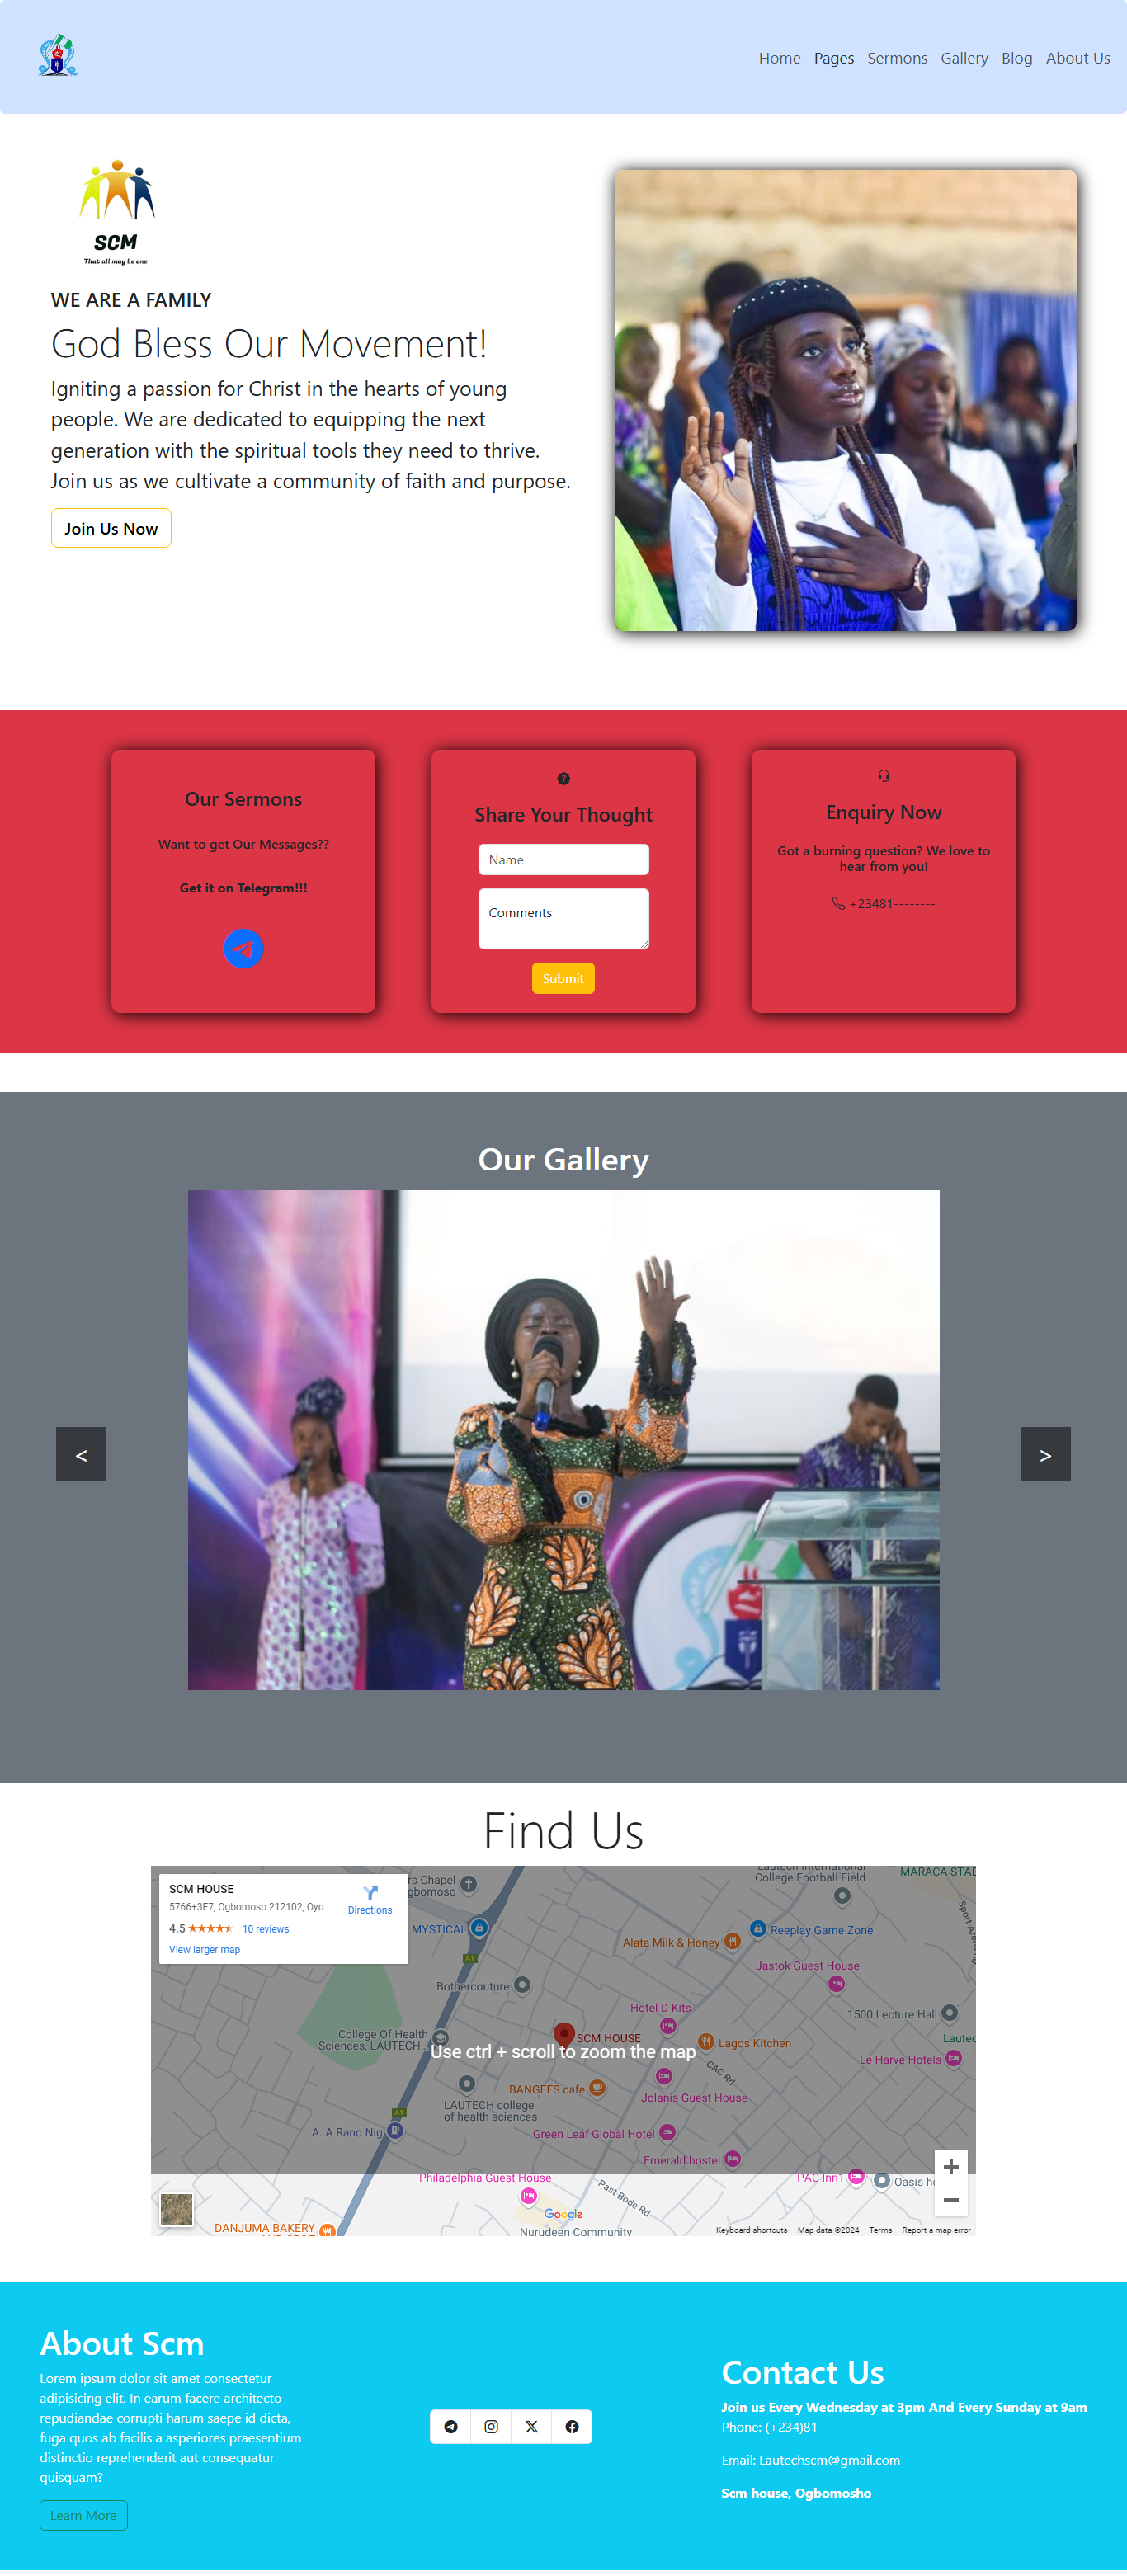 Home Pages Sermons Gallery Blog About Us
SCM
That all may be one
WE ARE A FAMILY
God Bless Our Movement!
Igniting a passion for Christ in the hearts of young
people. We are dedicated to equipping the next
generation with the spiritual tools they need to thrive.
Join us as we cultivate a community of faith and purpose.
Join Us Now
Our Sermons
Want to get Our Messages??
Get it on Telegram!!!
Share Your Thought
Name
Comments
Submit
Enquiry Now
Got a burning question? We love to
hear from you!
+23481--------
Our Gallery
<
>
Find Us
SCM HOUSE
5766+3F7, Ogbomoso 212102, Oyo
Directions
4.5
10 reviews
View larger map
rs Chapel
gbomoso
Lautech International
College Football Field
MARACA STAD
MYSTICAL
Reeplay Game Zone
Sport Arena Rd
Alata Milk & Honey
A1
Jastok Guest House
Bothercouture
Hotel D Kits
1500 Lecture Hall
College Of Health
Sciences, LAUTECH...
SCM HOUSE
Lagos Kitchen
Lautec
Use ctrl + scroll to zoom the map
Le Harve Hotels
CAC Rd
BANGEES cafe
Jolanis Guest House
LAUTECH college
of health sciences
A1
A. A Rano Nig
Green Leaf Global Hotel
Emerald hostel
Philadelphia Guest House
PAC Inn1
Oasis ho
Past Bode Rd
Google
DANJUMA BAKERY
Nurudeen Community
Keyboard shortcuts Map data ©2024 Terms Report a map error
About Scm
Lorem ipsum dolor sit amet consectetur
adipisicing elit. In earum facere architecto
repudiandae corrupti harum saepe id dicta,
fuga quos ab facilis a asperiores praesentium
distinctio reprehenderit aut consequatur
quisquam?
Learn More
Contact Us
Join us Every Wednesday at 3pm And Every Sunday at 9am
Phone: (+234)81--------
Email: Lautechscm@gmail.com
Scm house, Ogbomosho